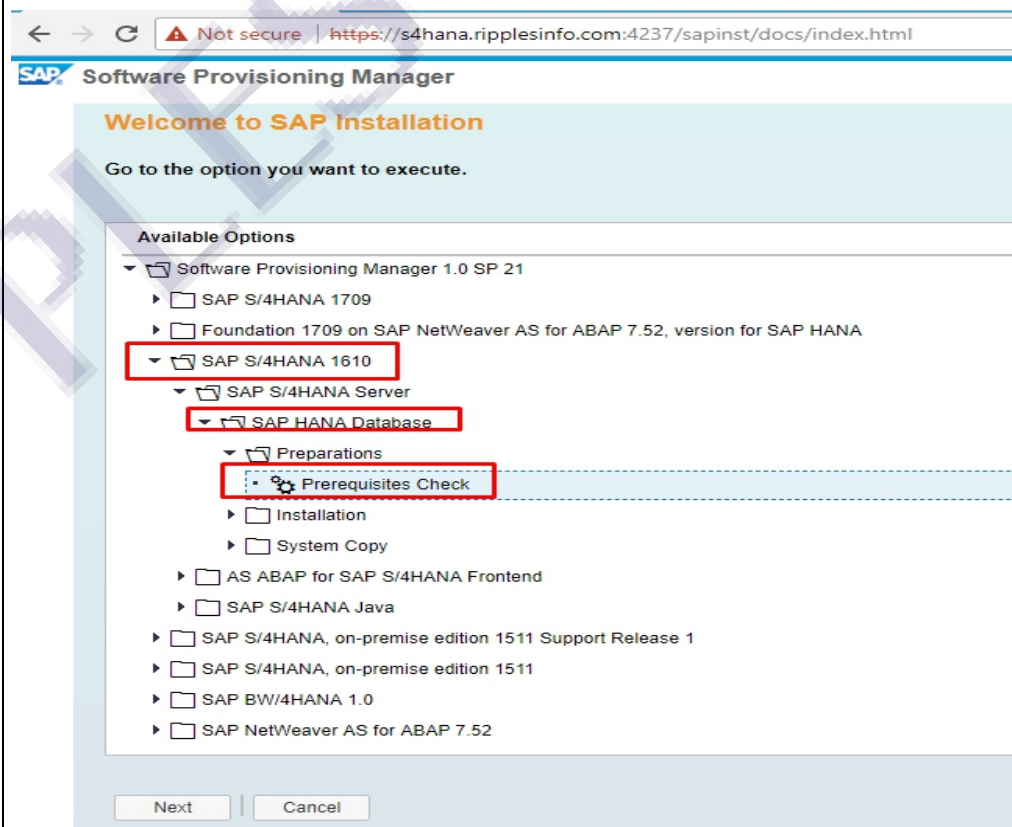 Not secure | https://s4hana.ripplesinfo.com:4237/sapinst/docs/index.html
SAP Software Provisioning Manager
Welcome to SAP Installation
Go to the option you want to execute.
Available Options
Software Provisioning Manager 1.0 SP 21
SAP S/4HANA 1709
Foundation 1709 on SAP NetWeaver AS for ABAP 7.52, version for SAP HANA
SAP S/4HANA 1610
SAP S/4HANA Server
SAP HANA Database
Preparations
Prerequisites Check
Installation
System Copy
AS ABAP for SAP S/4HANA Frontend
SAP S/4HANA Java
SAP S/4HANA, on-premise edition 1511 Support Release 1
SAP S/4HANA, on-premise edition 1511
SAP BW/4HANA 1.0
SAP NetWeaver AS for ABAP 7.52
Next | Cancel